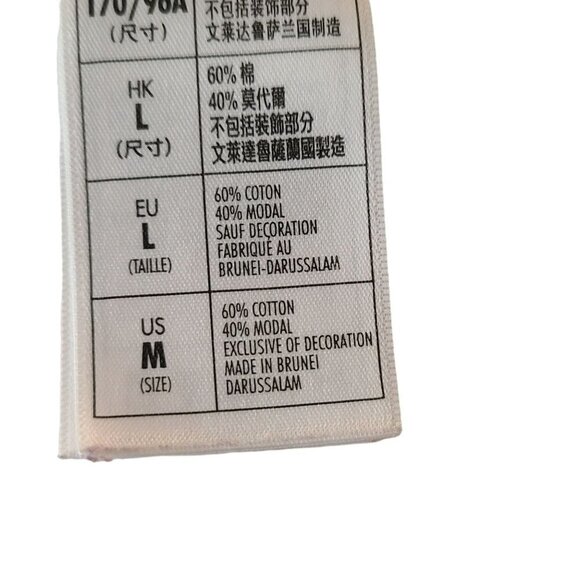 170/96A
(尺寸)
不包括装饰部分
文莱达鲁萨兰国制造
HK
L
(尺寸)
60% 棉
40% 莫代爾
不包括裝飾部分
文萊達魯薩蘭國製造
EU
L
(TAILLE)
60% COTON
40% MODAL
SAUF DEÇORATION
FABRIQUE AU
BRUNEI-DARUSSALAM
US
M
(SIZE)
60% COTTON
40% MODAL
EXCLUSIVE OF DECORATION
MADE IN BRUNEI
DARUSSALAM